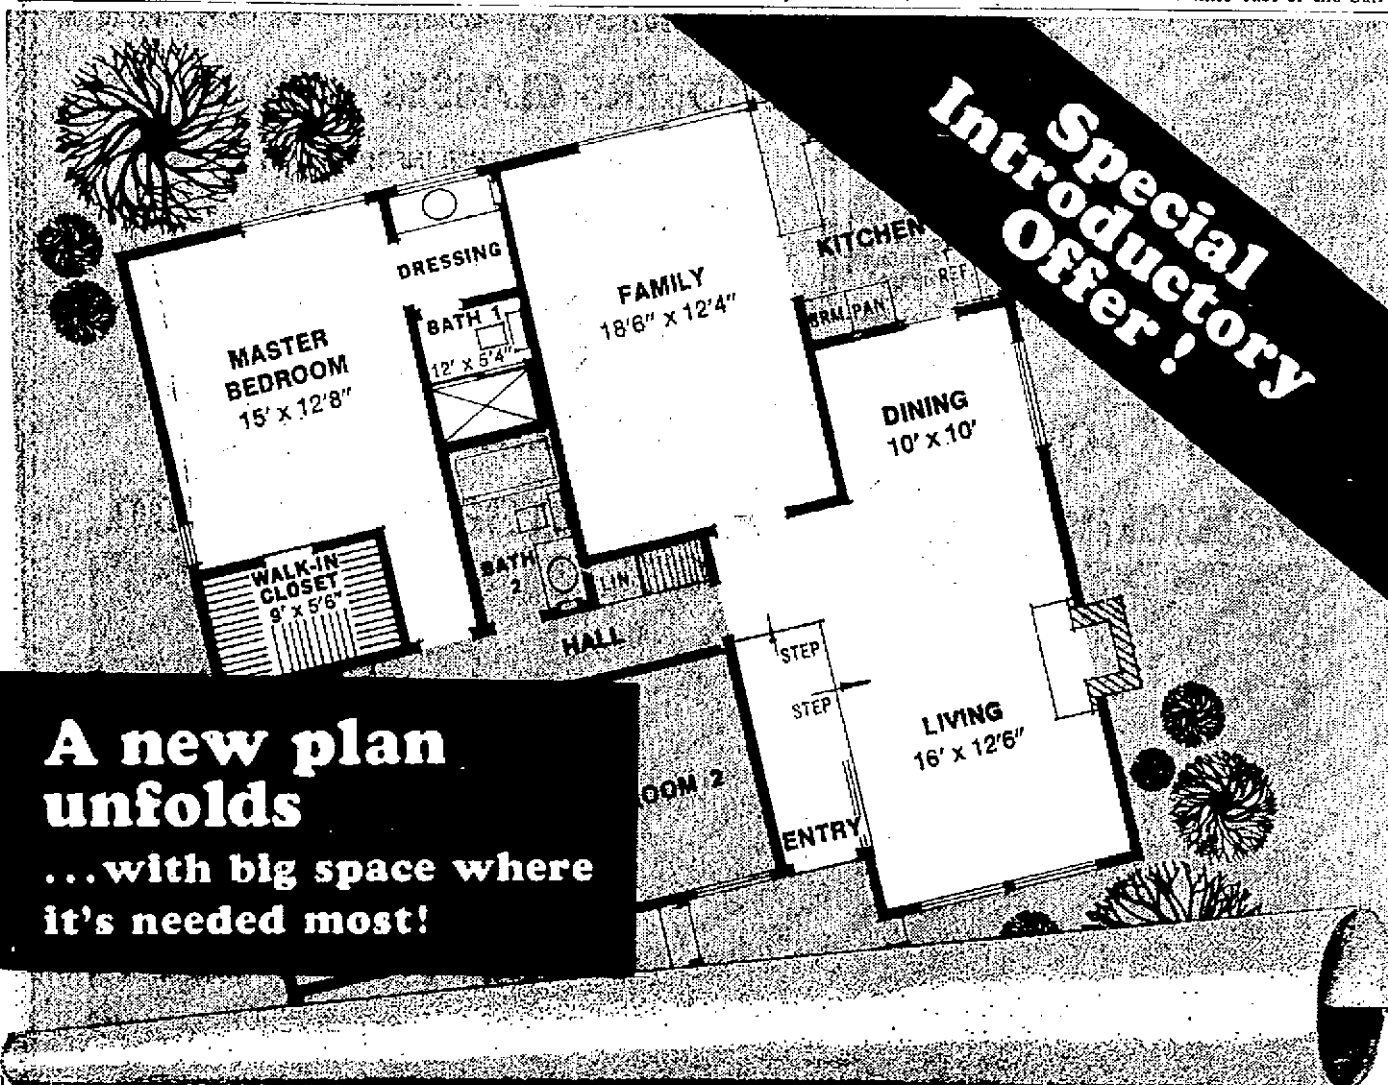 Special
Introductory
Offer!
KITCHEN
REF.
DRESSING
FAMILY
18'6" x 12'4"
BATH 1
12' x 5'4"
PAN
MASTER
BEDROOM
15' x 12'8"
DINING
10' x 10'
WALK-IN
CLOSET
9' x 5'6"
BATH
2
LIN.
HALL
STEP
STEP
LIVING
16' x 12'6"
OOM 2
ENTRY
A new plan
unfolds
...with big space where
it's needed most!